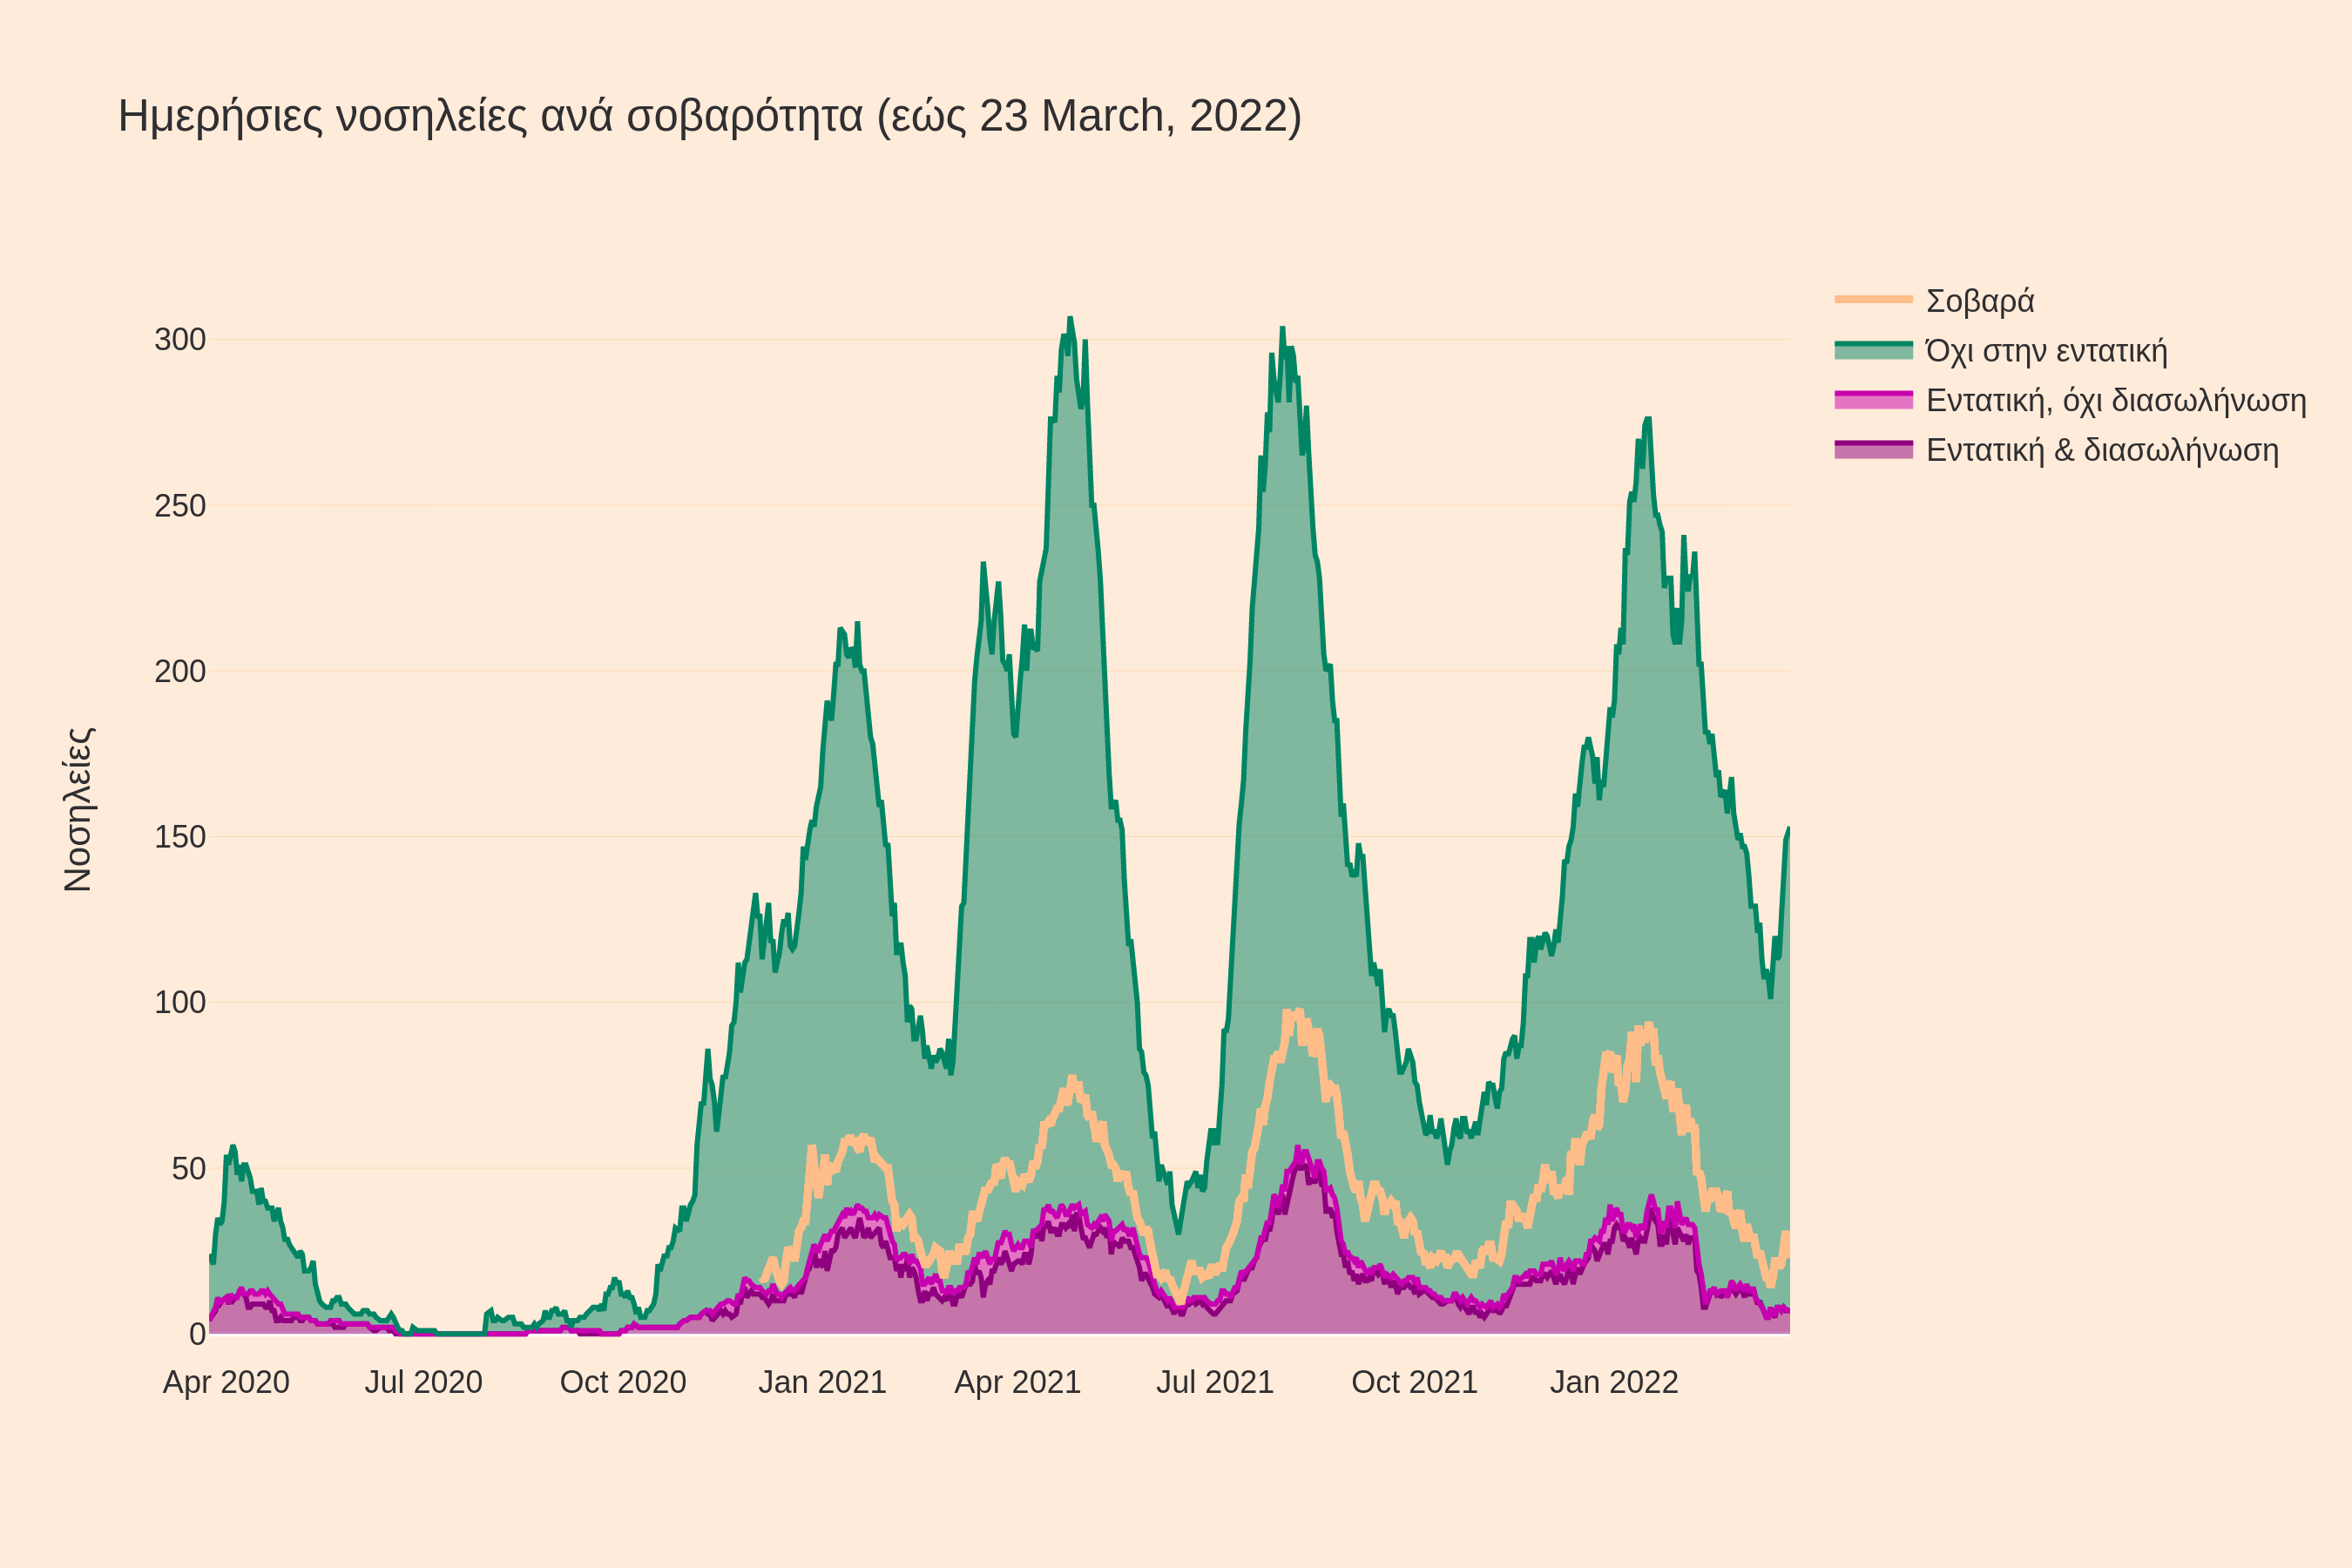 Ημερήσιες νοσηλείες ανά σοβαρότητα (εώς 23 March, 2022)
Σοβαρά
Όχι στην εντατική
Εντατική, όχι διασωλήνωση
Εντατική & διασωλήνωση
Νοσηλείες
300
250
200
150
100
50
0
Apr 2020
Jul 2020
Oct 2020
Jan 2021
Apr 2021
Jul 2021
Oct 2021
Jan 2022